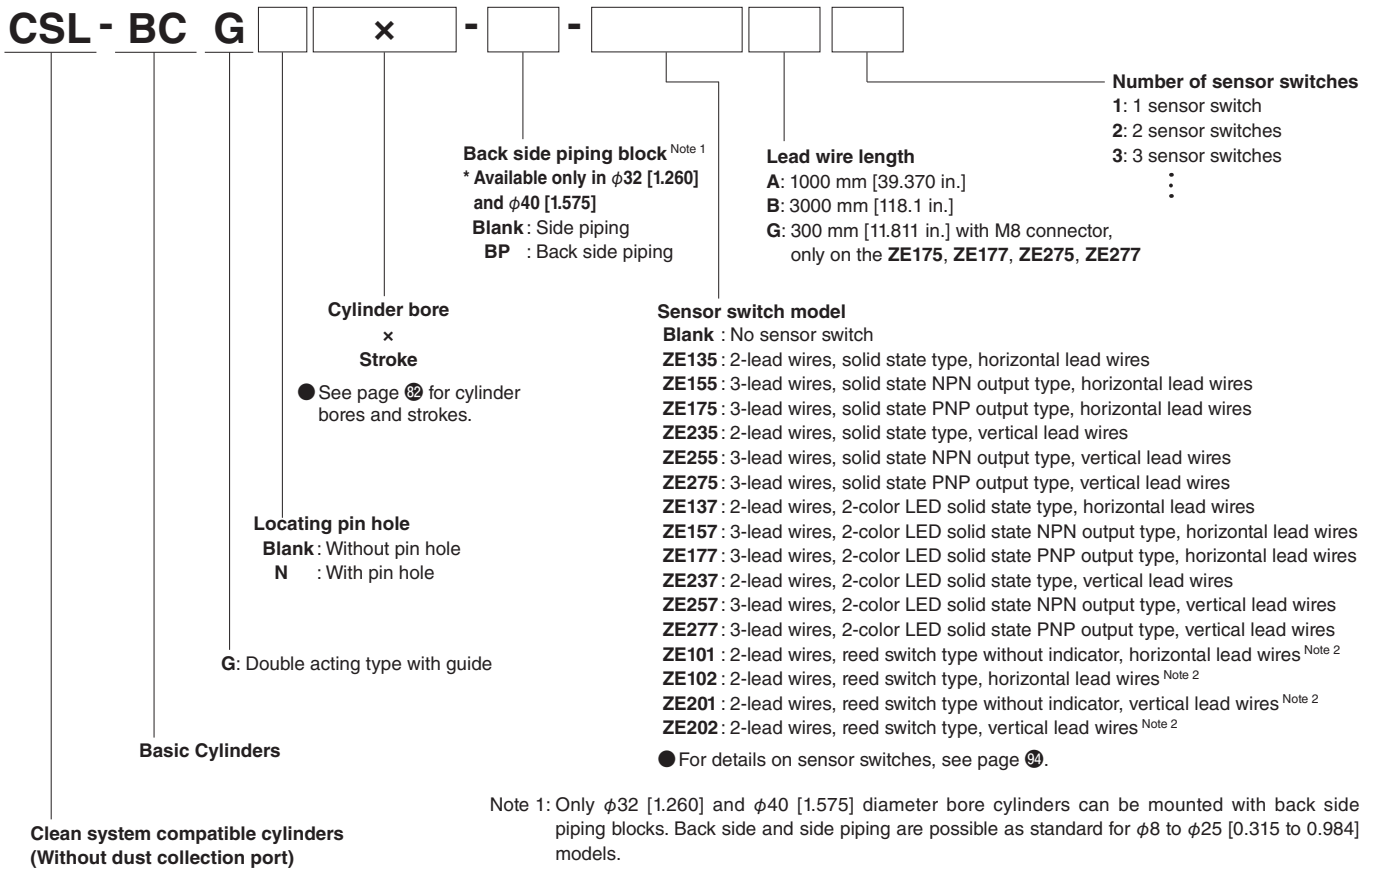 CSL - BC G × - -
Number of sensor switches
1: 1 sensor switch
2: 2 sensor switches
3: 3 sensor switches
⋮
Back side piping block Note 1
* Available only in φ32 [1.260]
and φ40 [1.575]
Blank : Side piping
BP : Back side piping
Lead wire length
A: 1000 mm [39.370 in.]
B: 3000 mm [118.1 in.]
G: 300 mm [11.811 in.] with M8 connector,
only on the ZE175, ZE177, ZE275, ZE277
Cylinder bore
×
Stroke
● See page 82 for cylinder
bores and strokes.
Sensor switch model
Blank : No sensor switch
ZE135 : 2-lead wires, solid state type, horizontal lead wires
ZE155 : 3-lead wires, solid state NPN output type, horizontal lead wires
ZE175 : 3-lead wires, solid state PNP output type, horizontal lead wires
ZE235 : 2-lead wires, solid state type, vertical lead wires
ZE255 : 3-lead wires, solid state NPN output type, vertical lead wires
ZE275 : 3-lead wires, solid state PNP output type, vertical lead wires
ZE137 : 2-lead wires, 2-color LED solid state type, horizontal lead wires
ZE157 : 3-lead wires, 2-color LED solid state NPN output type, horizontal lead wires
ZE177 : 3-lead wires, 2-color LED solid state PNP output type, horizontal lead wires
ZE237 : 2-lead wires, 2-color LED solid state type, vertical lead wires
ZE257 : 3-lead wires, 2-color LED solid state NPN output type, vertical lead wires
ZE277 : 3-lead wires, 2-color LED solid state PNP output type, vertical lead wires
ZE101 : 2-lead wires, reed switch type without indicator, horizontal lead wires Note 2
ZE102 : 2-lead wires, reed switch type, horizontal lead wires Note 2
ZE201 : 2-lead wires, reed switch type without indicator, vertical lead wires Note 2
ZE202 : 2-lead wires, reed switch type, vertical lead wires Note 2
● For details on sensor switches, see page 94.
Locating pin hole
Blank : Without pin hole
N : With pin hole
G: Double acting type with guide
Basic Cylinders
Clean system compatible cylinders
(Without dust collection port)
Note 1: Only φ32 [1.260] and φ40 [1.575] diameter bore cylinders can be mounted with back side
piping blocks. Back side and side piping are possible as standard for φ8 to φ25 [0.315 to 0.984]
models.